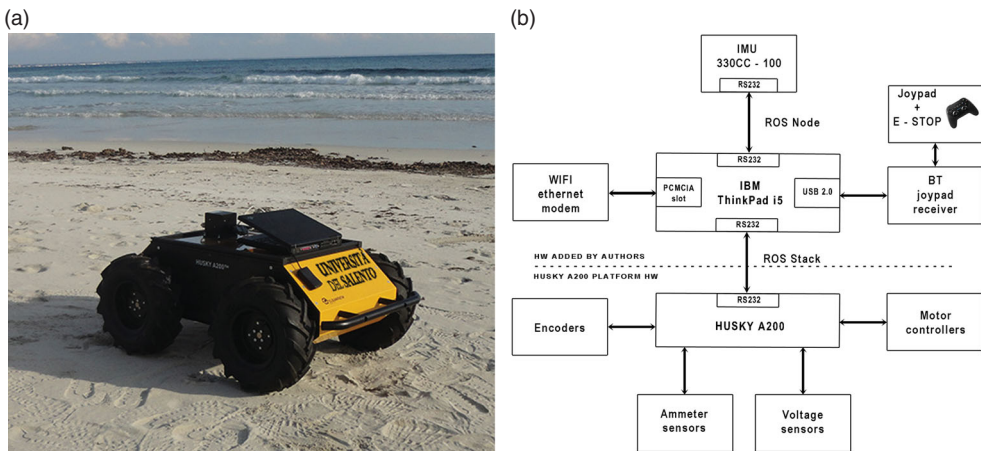 (a)
HUSKY A200™
UNIVERSITÀ
DEL SALENTO
(b)
IMU
330CC - 100
RS232
ROS Node
Joypad
+
E - STOP
WIFI
ethernet
modem
RS232
PCMCIA
slot
IBM
ThinkPad i5
USB 2.0
RS232
BT
joypad
receiver
HW ADDED BY AUTHORS
ROS Stack
HUSKY A200 PLATFORM HW
Encoders
RS232
HUSKY A200
Motor
controllers
Ammeter
sensors
Voltage
sensors